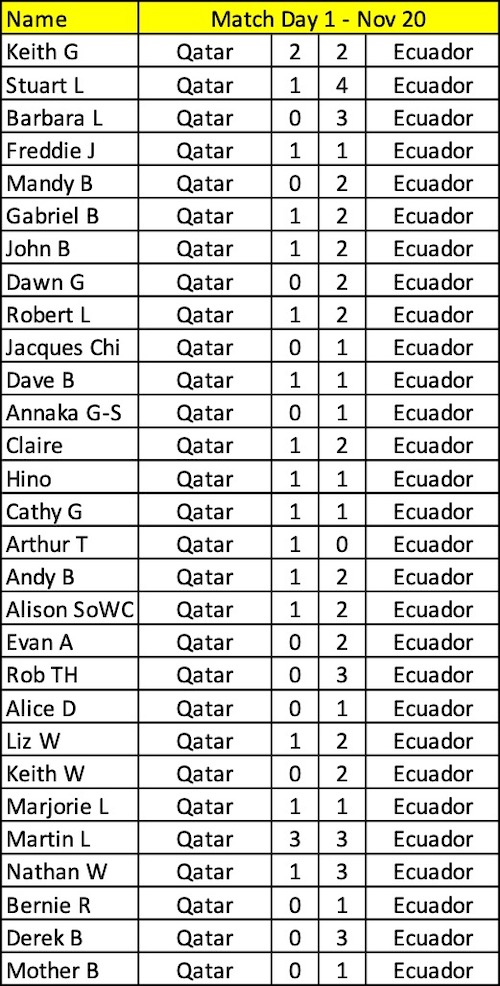 Name Match Day 1 - Nov 20
Keith G Qatar 2 2 Ecuador
Stuart L Qatar 1 4 Ecuador
Barbara L Qatar 0 3 Ecuador
Freddie J Qatar 1 1 Ecuador
Mandy B Qatar 0 2 Ecuador
Gabriel B Qatar 1 2 Ecuador
John B Qatar 1 2 Ecuador
Dawn G Qatar 0 2 Ecuador
Robert L Qatar 1 2 Ecuador
Jacques Chi Qatar 0 1 Ecuador
Dave B Qatar 1 1 Ecuador
Annaka G-S Qatar 0 1 Ecuador
Claire Qatar 1 2 Ecuador
Hino Qatar 1 1 Ecuador
Cathy G Qatar 1 1 Ecuador
Arthur T Qatar 1 0 Ecuador
Andy B Qatar 1 2 Ecuador
Alison SoWC Qatar 1 2 Ecuador
Evan A Qatar 0 2 Ecuador
Rob TH Qatar 0 3 Ecuador
Alice D Qatar 0 1 Ecuador
Liz W Qatar 1 2 Ecuador
Keith W Qatar 0 2 Ecuador
Marjorie L Qatar 1 1 Ecuador
Martin L Qatar 3 3 Ecuador
Nathan W Qatar 1 3 Ecuador
Bernie R Qatar 0 1 Ecuador
Derek B Qatar 0 3 Ecuador
Mother B Qatar 0 1 Ecuador